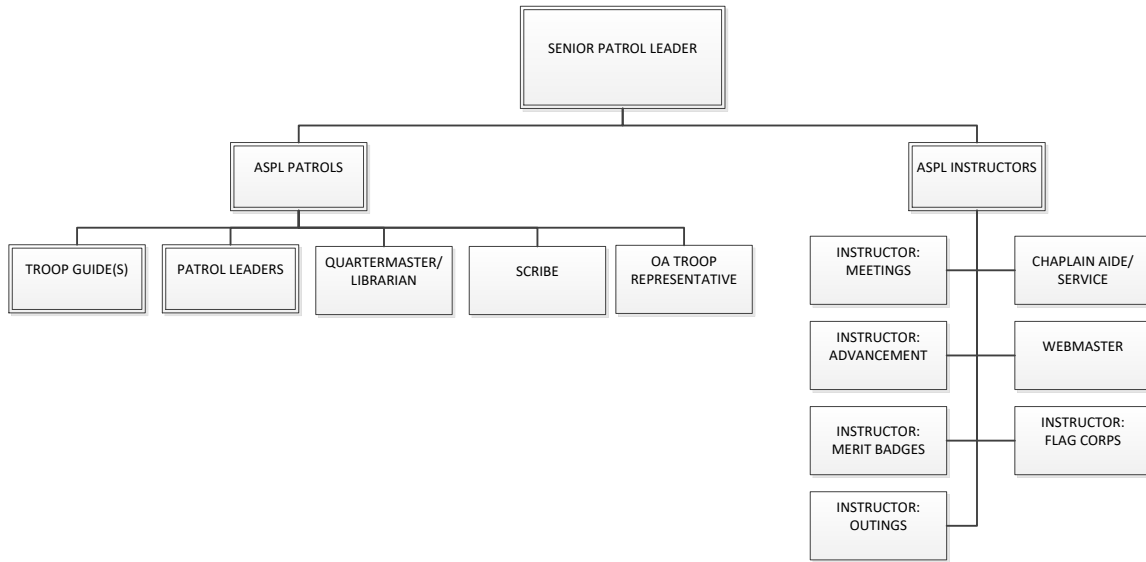 SENIOR PATROL LEADER
ASPL PATROLS
ASPL INSTRUCTORS
TROOP GUIDE(S)
PATROL LEADERS
QUARTERMASTER/
LIBRARIAN
SCRIBE
OA TROOP
REPRESENTATIVE
INSTRUCTOR:
MEETINGS
CHAPLAIN AIDE/
SERVICE
INSTRUCTOR:
ADVANCEMENT
WEBMASTER
INSTRUCTOR:
MERIT BADGES
INSTRUCTOR:
FLAG CORPS
INSTRUCTOR:
OUTINGS